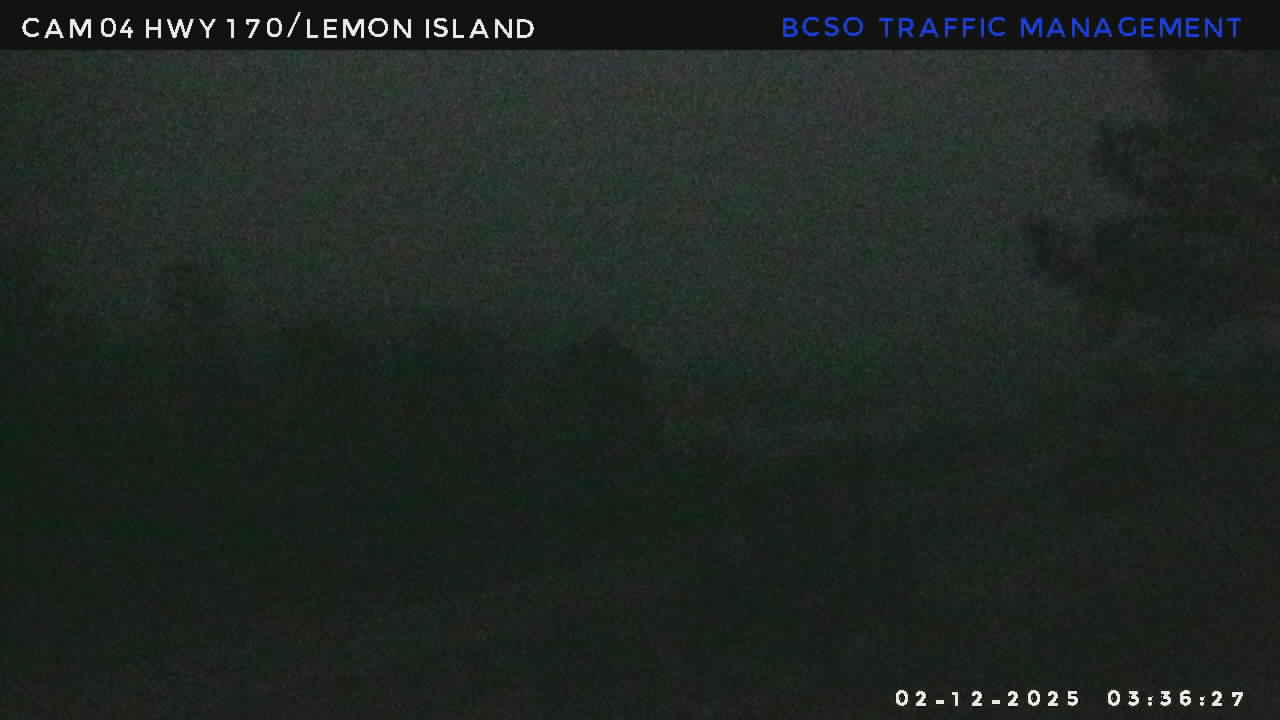 CAM04 HWY 170/LEMON ISLAND
BCSO TRAFFIC MANAGEMENT
02-12-2025 03:36:27